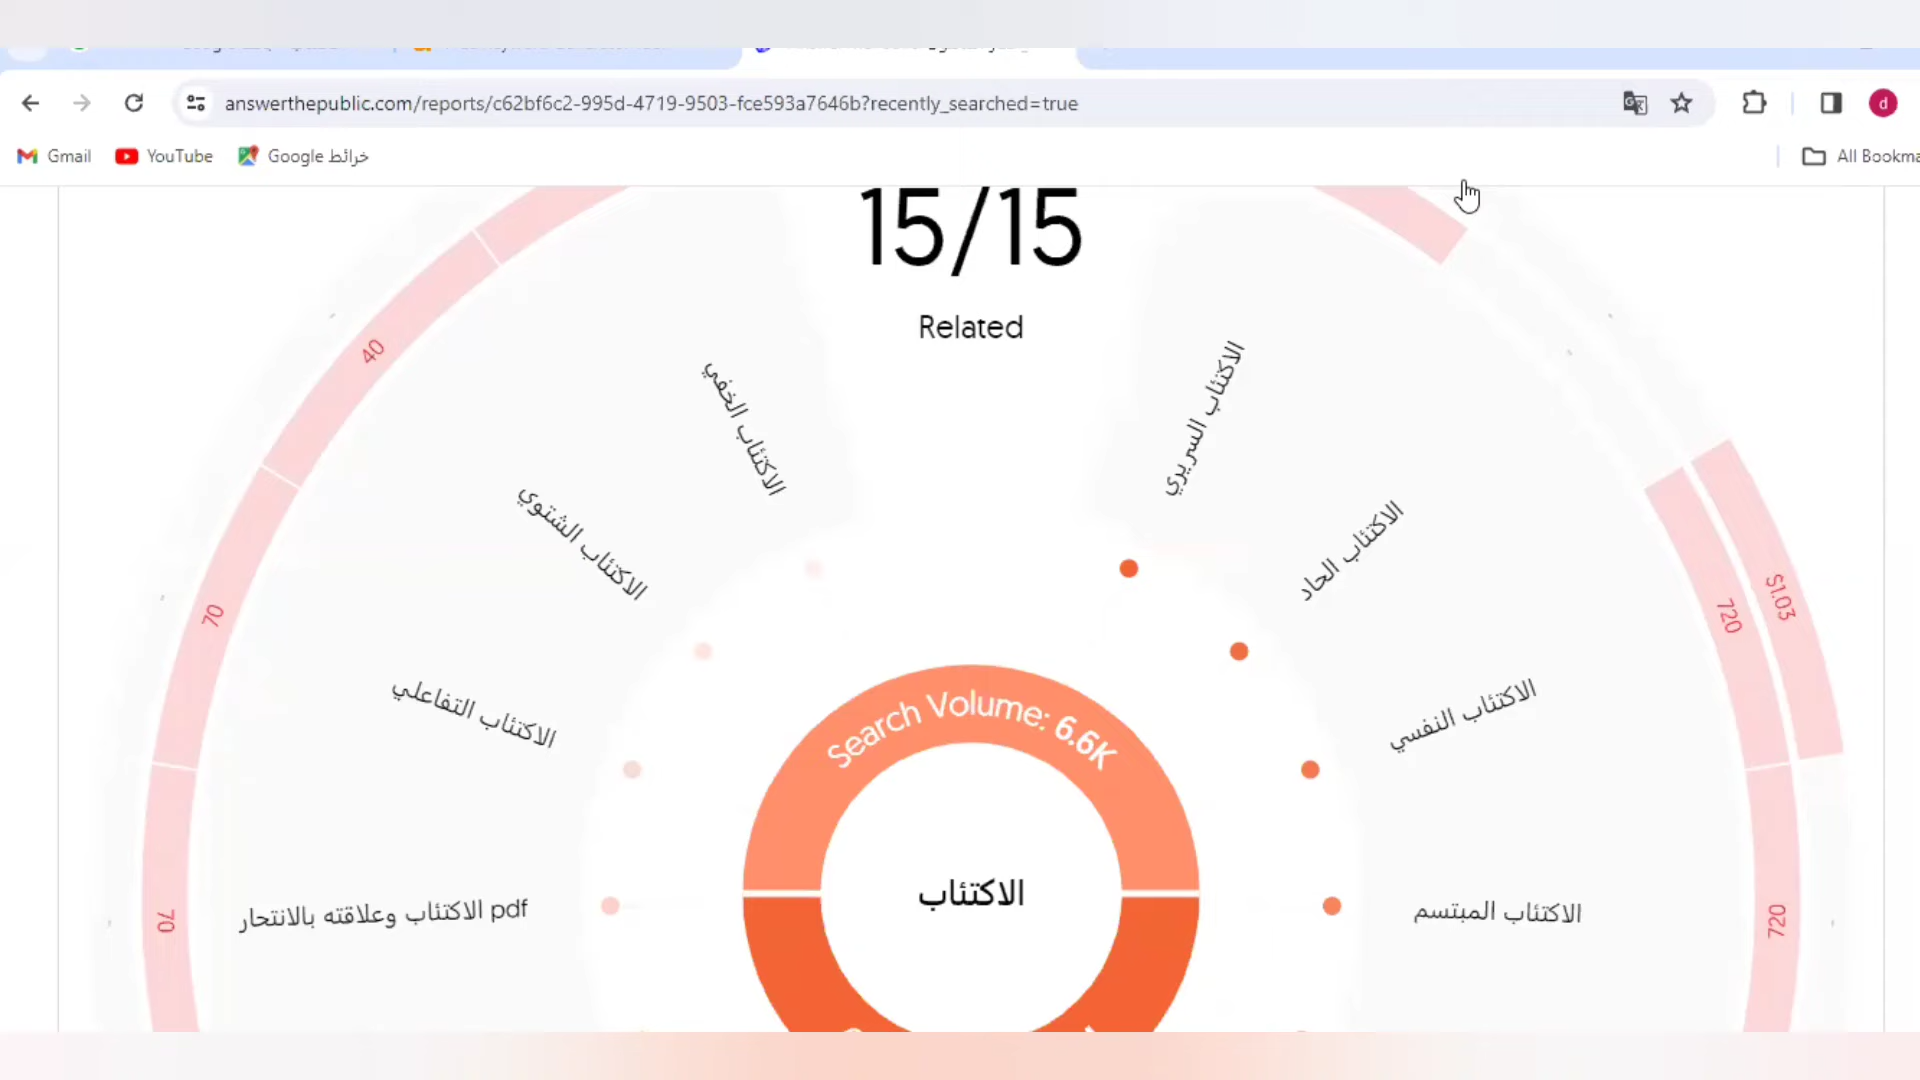 answerthepublic.com/reports/c62bf6c2-995d-4719-9503-fce593a7646b?recently_searched=true
d
Gmail
YouTube
خرائط Google
All Bookma
15/15
Related
الاكتئاب السريري
الاكتئاب الحاد
الاكتئاب النفسي
الاكتئاب المبتسم
الاكتئاب الخفي
الاكتئاب الشتوي
الاكتئاب التفاعلي
الاكتئاب وعلاقته بالانتحار pdf
40
70
70
720
$1.03
720
Search Volume: 6.6K
الاكتئاب